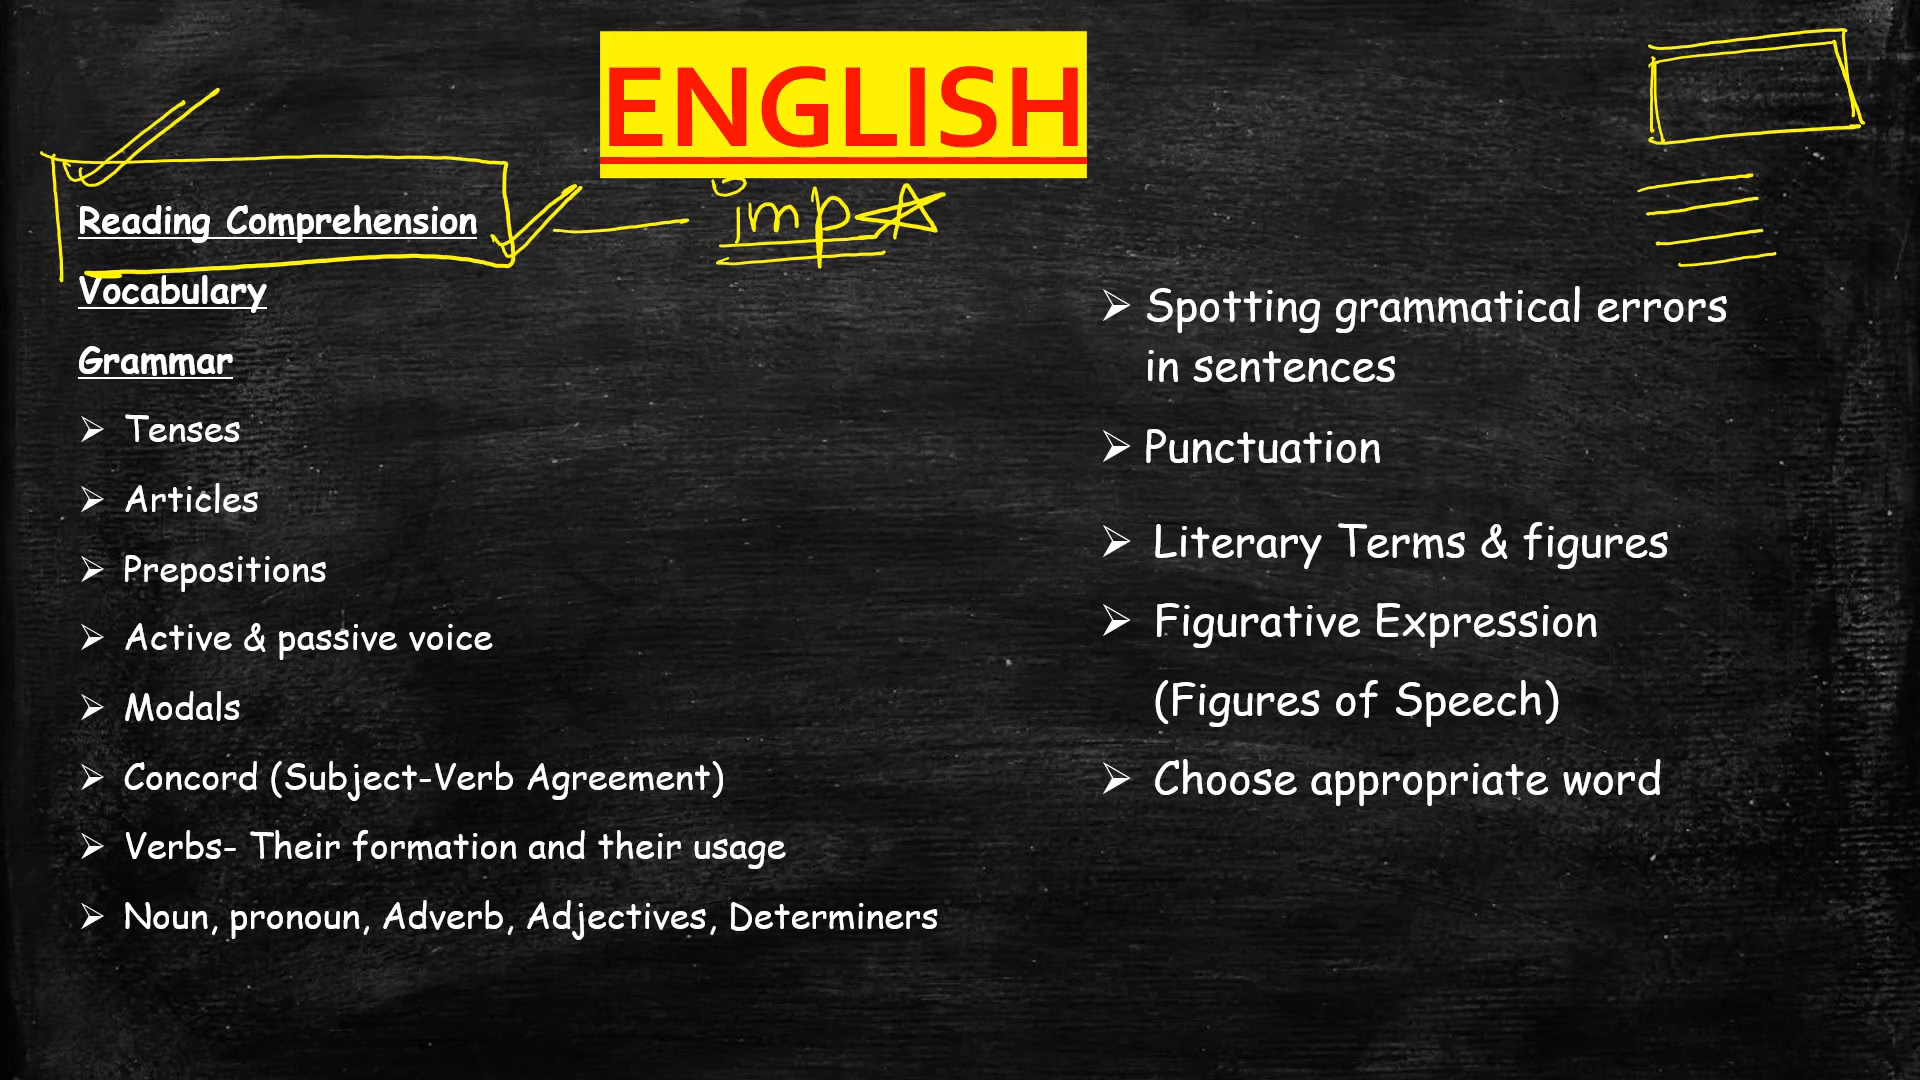 ENGLISH
Reading Comprehension
imp
Vocabulary
Grammar
➢ Tenses
➢ Articles
➢ Prepositions
➢ Active & passive voice
➢ Modals
➢ Concord (Subject-Verb Agreement)
➢ Verbs- Their formation and their usage
➢ Noun, pronoun, Adverb, Adjectives, Determiners
➢ Spotting grammatical errors
in sentences
➢ Punctuation
➢ Literary Terms & figures
➢ Figurative Expression
(Figures of Speech)
➢ Choose appropriate word